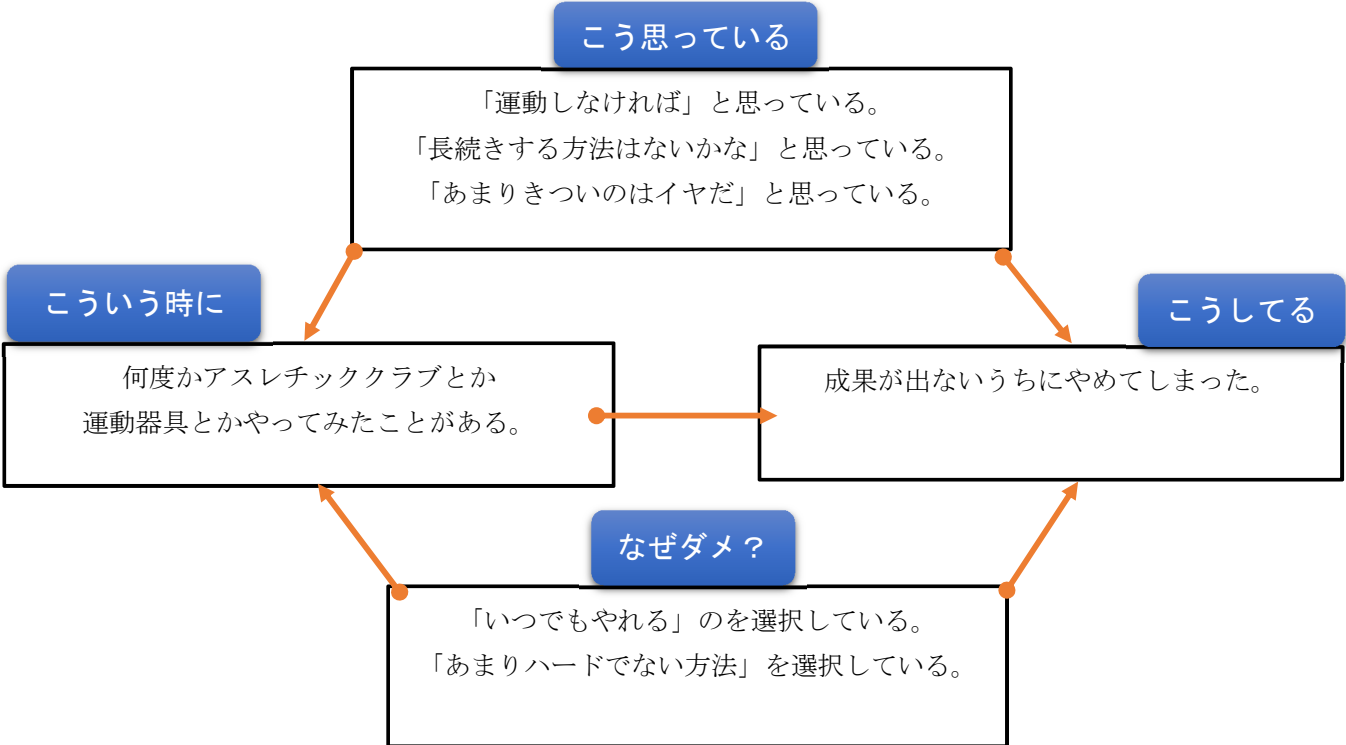 こう思っている
「運動しなければ」と思っている。
「長続きする方法はないかな」と思っている。
「あまりきついのはイヤだ」と思っている。
こういう時に
何度かアスレチッククラブとか
運動器具とかやってみたことがある。
こうしてる
成果が出ないうちにやめてしまった。
なぜダメ？
「いつでもやれる」のを選択している。
「あまりハードでない方法」を選択している。